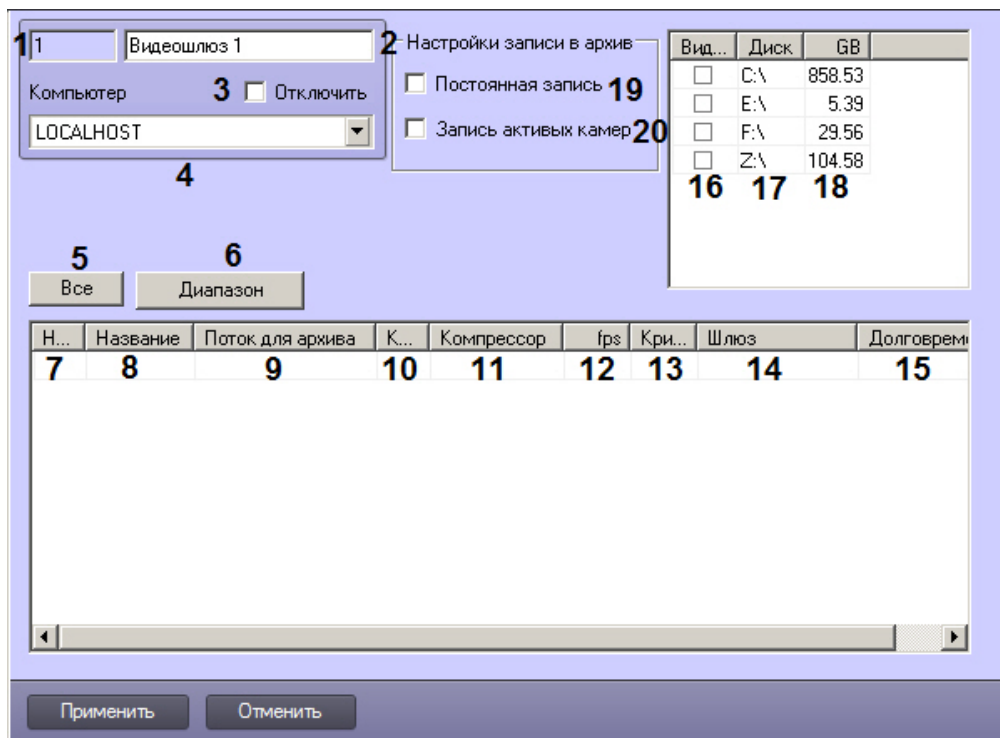 1 1 Видеошлюз 1 2
Компьютер 3 Отключить
LOCALHOST
4
Настройки записи в архив
Постоянная запись 19
Запись активных камер 20
Вид... Диск GB
C:\ 858.53
E:\ 5.39
F:\ 29.56
Z:\ 104.58
16 17 18
5 6
Все Диапазон
Н... Название Поток для архива К... Компрессор fps Кри... Шлюз Долговреме
7 8 9 10 11 12 13 14 15
Применить Отменить